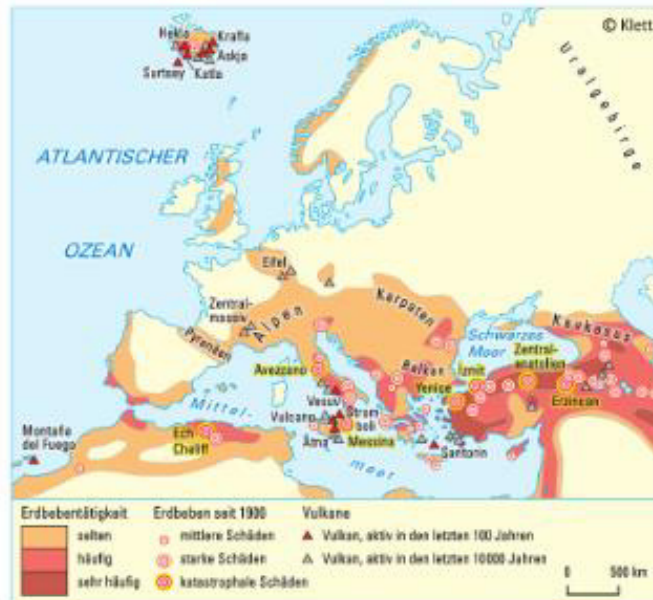 © Klett
Hekla
Krafla
Askja
Surtsey
Katla
Uralgebirge
ATLANTISCHER
OZEAN
Eifel
Zentral-
massiv
Alpen
Karpaten
Kaukasus
Schwarzes
Meer
Pyrenäen
Zentral-
anatolien
Avezzano
Balkan
Izmit
Yenice
Erzincan
Mittel-
Vesuv
Vulcano
Strom
boli
Montaña
del Fuego
Ech
Cheliff
Ätna
Messina
Santorin
meer
Erdbebentätigkeit
selten
häufig
sehr häufig
Erdbeben seit 1900
mittlere Schäden
starke Schäden
katastrophale Schäden
Vulkane
Vulkan, aktiv in den letzten 100 Jahren
Vulkan, aktiv in den letzten 10000 Jahren
0 500 km